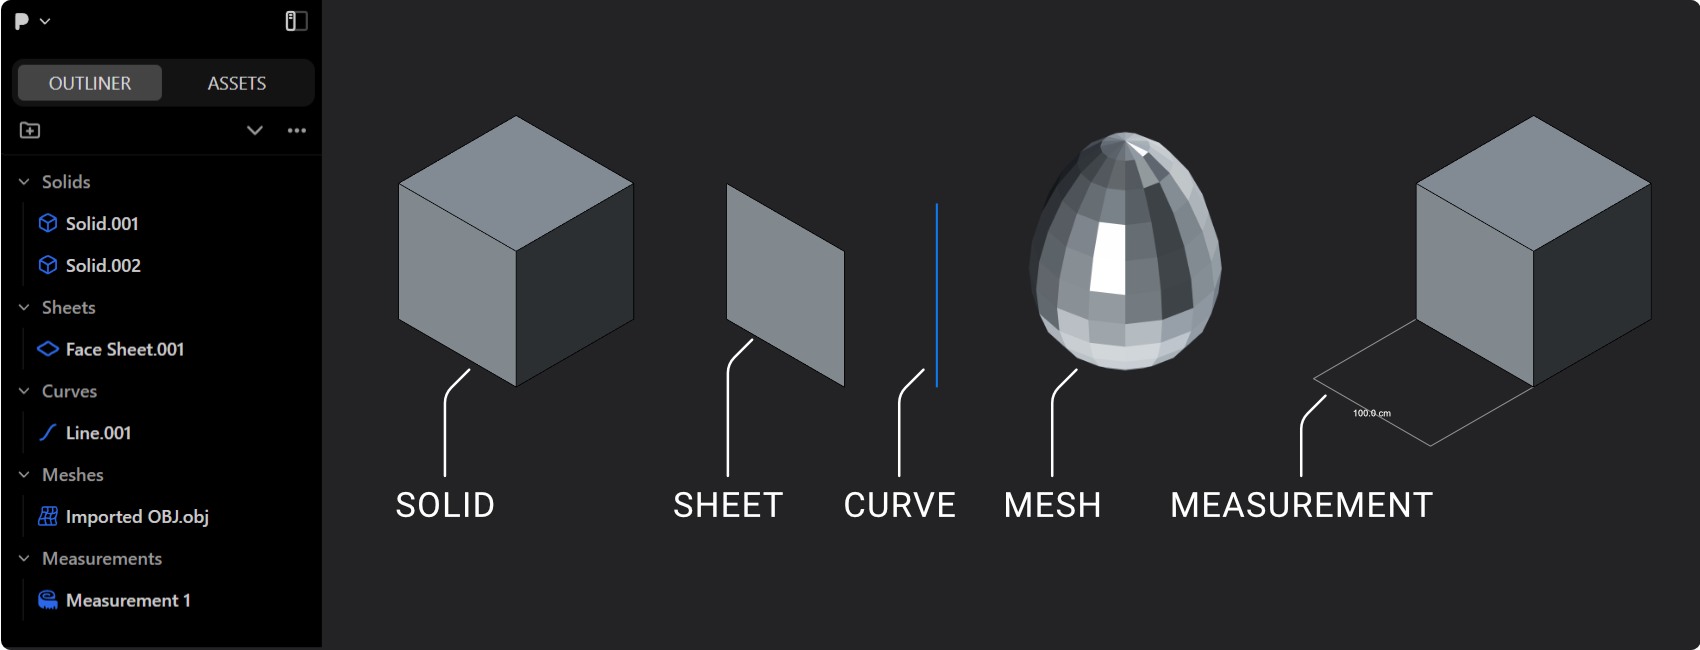 OUTLINER ASSETS
Solids
Solid.001
Solid.002
Sheets
Face Sheet.001
Curves
Line.001
Meshes
Imported OBJ.obj
Measurements
Measurement 1
100.0 cm
SOLID SHEET CURVE MESH MEASUREMENT